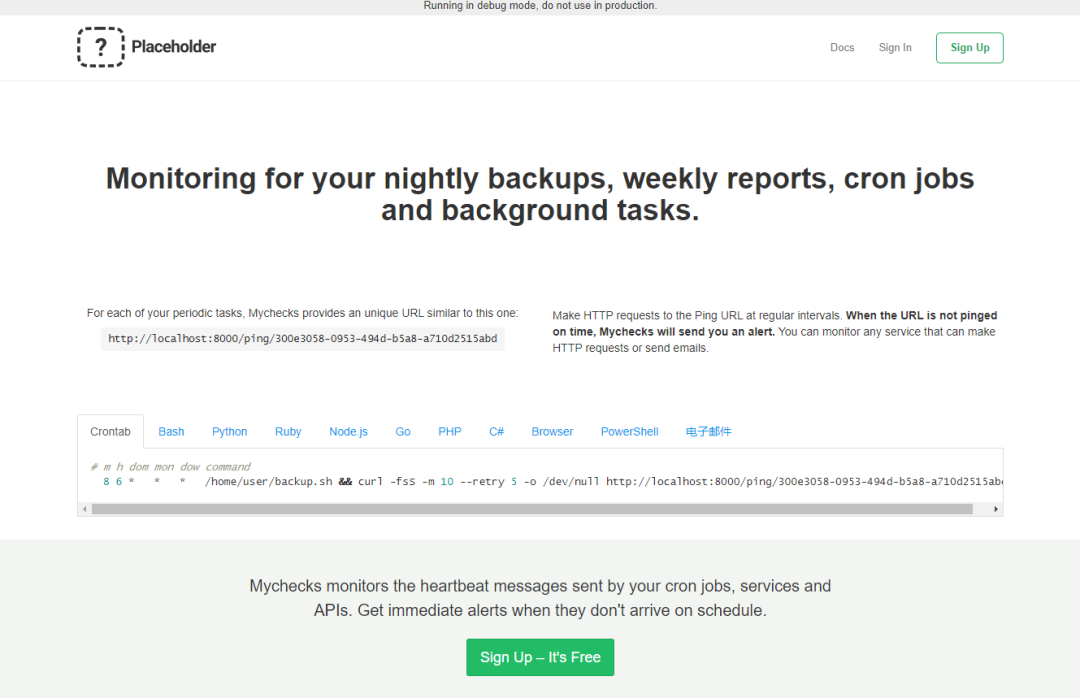 Running in debug mode, do not use in production.
? Placeholder
Docs Sign In Sign Up
Monitoring for your nightly backups, weekly reports, cron jobs
and background tasks.
For each of your periodic tasks, Mychecks provides an unique URL similar to this one:
http://localhost:8000/ping/300e3058-0953-494d-b5a8-a710d2515abd
Make HTTP requests to the Ping URL at regular intervals. When the URL is not pinged
on time, Mychecks will send you an alert. You can monitor any service that can make
HTTP requests or send emails.
Crontab Bash Python Ruby Node.js Go PHP C# Browser PowerShell 电子邮件
# m h dom mon dow command
8 6 * * * /home/user/backup.sh && curl -fsS -m 10 --retry 5 -o /dev/null http://localhost:8000/ping/300e3058-0953-494d-b5a8-a710d2515abd
Mychecks monitors the heartbeat messages sent by your cron jobs, services and
APIs. Get immediate alerts when they don't arrive on schedule.
Sign Up – It's Free